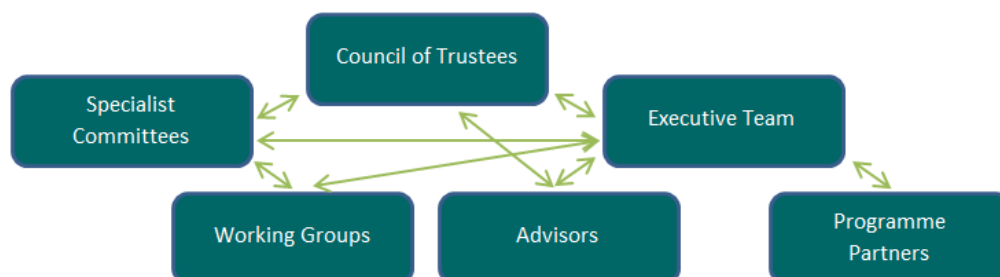 Council of Trustees
Specialist
Committees
Executive Team
Working Groups
Advisors
Programme
Partners